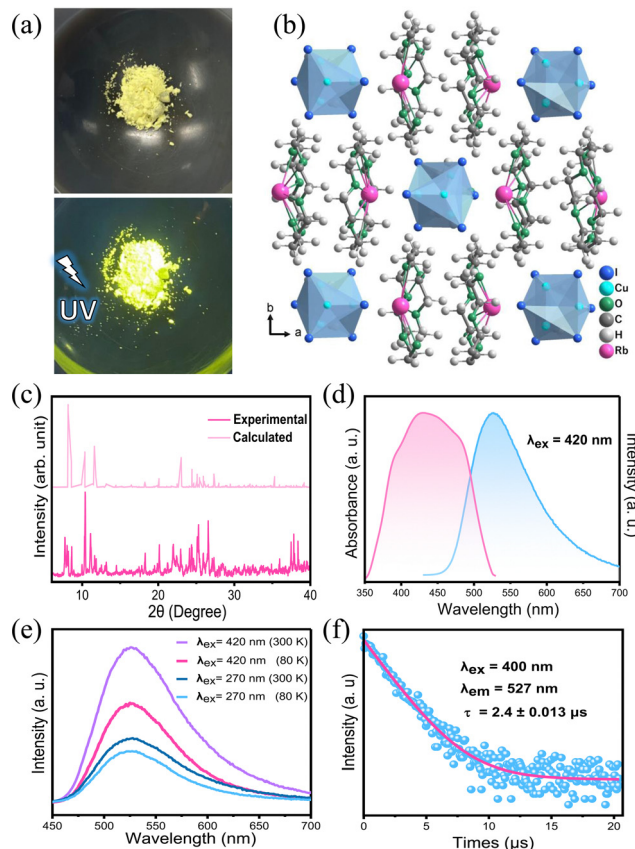 (a)
UV
(b)
b
a
I
Cu
O
C
H
Rb
(c)
Experimental
Calculated
Intensity (arb. unit)
10 20 30 40
2θ (Degree)
(d)
λex = 420 nm
Absorbance (a. u.)
Intensity (a. u.)
350 400 450 500 550 600 700
Wavelength (nm)
(e)
λex= 420 nm (300 K)
λex= 420 nm (80 K)
λex= 270 nm (300 K)
λex= 270 nm (80 K)
Intensity (a. u.)
450 500 550 600 650 700
Wavelength (nm)
(f)
λex = 400 nm
λem = 527 nm
τ = 2.4 ± 0.013 μs
Intensity (a. u)
0 5 10 15 20
Times (μs)